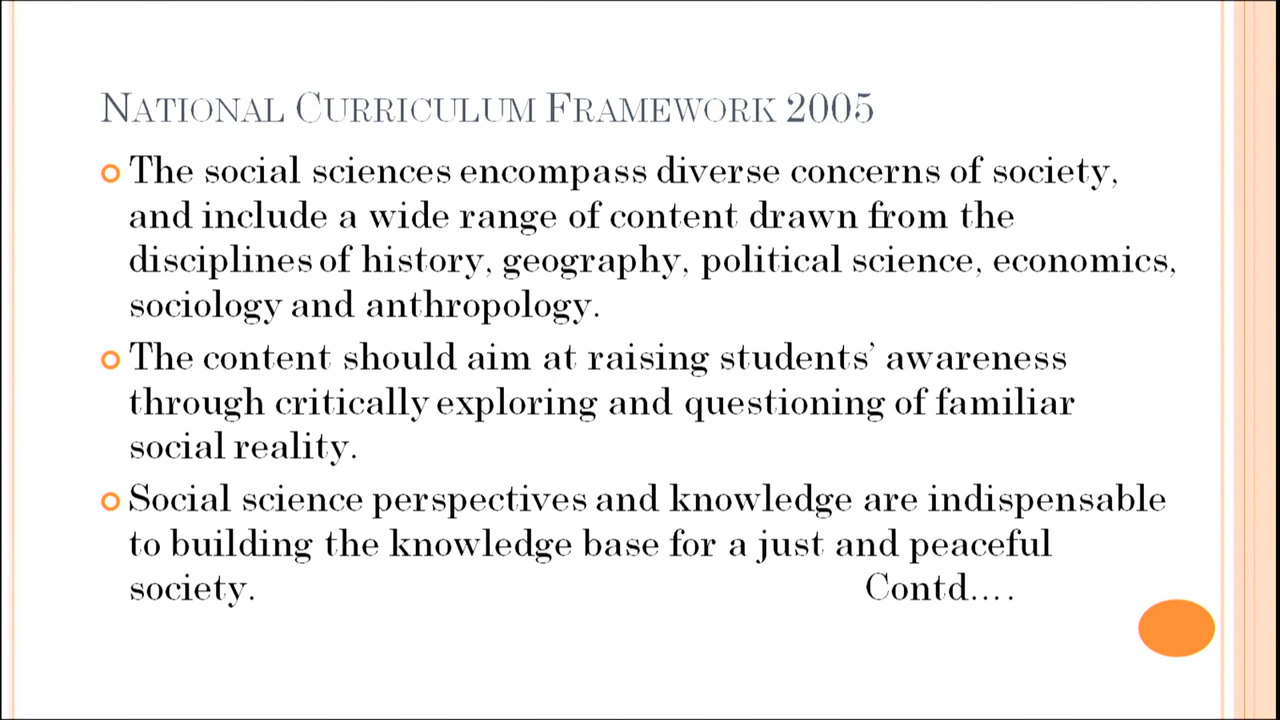 National Curriculum Framework 2005
The social sciences encompass diverse concerns of society,
and include a wide range of content drawn from the
disciplines of history, geography, political science, economics,
sociology and anthropology.
The content should aim at raising students’ awareness
through critically exploring and questioning of familiar
social reality.
Social science perspectives and knowledge are indispensable
to building the knowledge base for a just and peaceful
society. Contd....